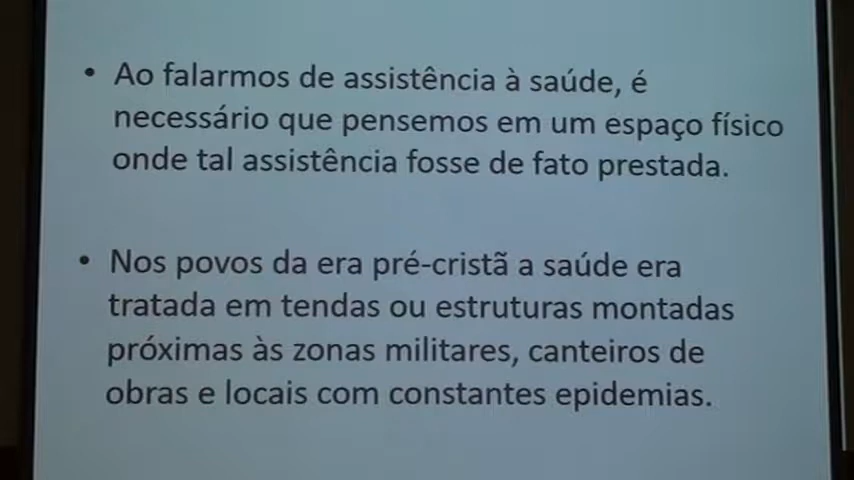 • Ao falarmos de assistência à saúde, é
necessário que pensemos em um espaço físico
onde tal assistência fosse de fato prestada.
• Nos povos da era pré-cristã a saúde era
tratada em tendas ou estruturas montadas
próximas às zonas militares, canteiros de
obras e locais com constantes epidemias.